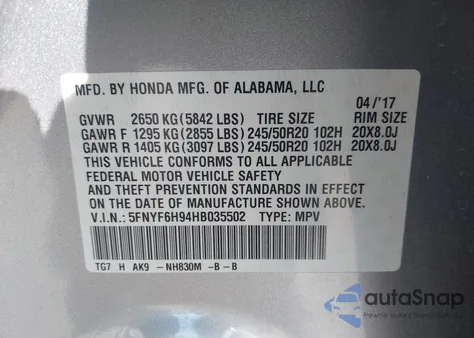 MFD. BY HONDA MFG. OF ALABAMA, LLC
04 /'17
GVWR 2650 KG (5842 LBS) TIRE SIZE RIM SIZE
GAWR F 1295 KG (2855 LBS) 245/50R20 102H 20X8.0J
GAWR R 1405 KG (3097 LBS) 245/50R20 102H 20X8.0J
THIS VEHICLE CONFORMS TO ALL APPLICABLE
FEDERAL MOTOR VEHICLE SAFETY
AND THEFT PREVENTION STANDARDS IN EFFECT
ON THE DATE OF MANUFACTURE SHOWN ABOVE.
V.I.N.: 5FNYF6H94HB035502 TYPE: MPV
TG7 H AK9 - NH830M - B - B
autoSnap